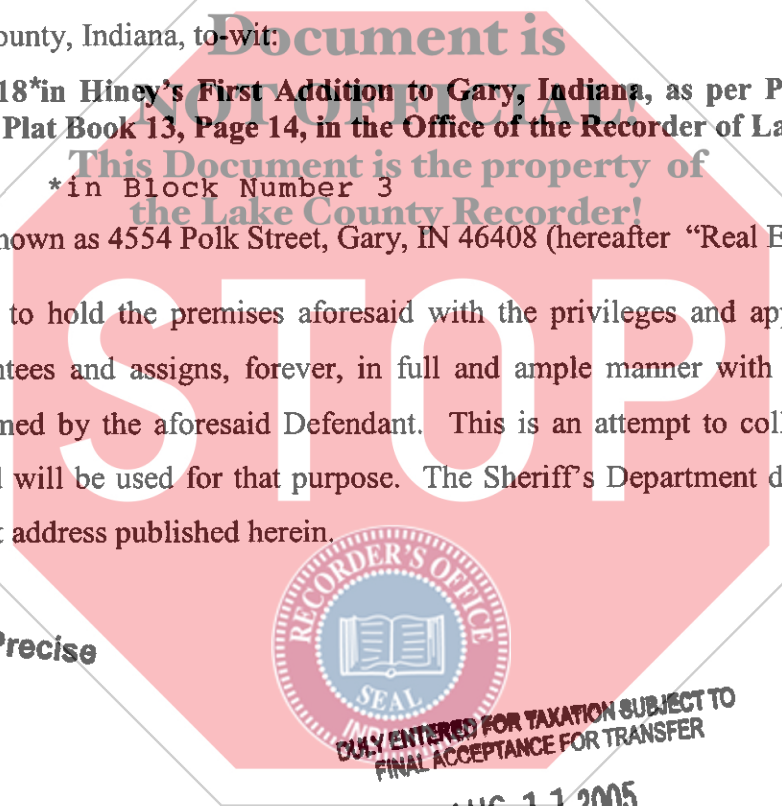 ounty, Indiana, to-wit:
Document is
18*in Hiney's First Addition to Gary, Indiana, as per P
NOT OFFICIAL!
Plat Book 13, Page 14, in the Office of the Recorder of La
This Document is the property of
*in Block Number 3
the Lake County Recorder!
nown as 4554 Polk Street, Gary, IN 46408 (hereafter “Real E
to hold the premises aforesaid with the privileges and app
ntees and assigns, forever, in full and ample manner with
STOP
ned by the aforesaid Defendant. This is an attempt to coll
d will be used for that purpose. The Sheriff's Department d
t address published herein.
RECORDER'S OFFICE
SEAL
Precise
DULY ENTERED FOR TAXATION SUBJECT TO
FINAL ACCEPTANCE FOR TRANSFER
AUG 11 2005